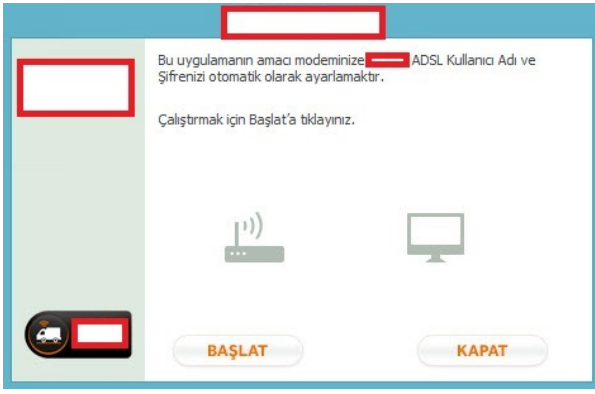 Bu uygulamanın amacı modeminize ADSL Kullanıcı Adı ve
Şifrenizi otomatik olarak ayarlamaktır.
Çalıştırmak için Başlat’a tıklayınız.
BAŞLAT
KAPAT